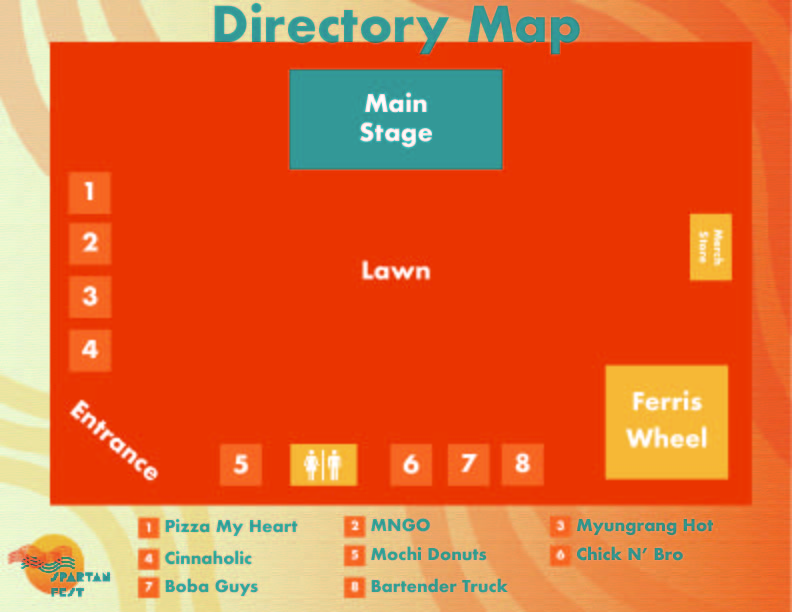 Directory Map
Main
Stage
1
2
3
4
Lawn
Merch
Store
Entrance
5
6
7
8
Ferris
Wheel
1 Pizza My Heart
2 MNGO
3 Myungrang Hot
4 Cinnaholic
5 Mochi Donuts
6 Chick N' Bro
7 Boba Guys
8 Bartender Truck
SPARTAN
FEST